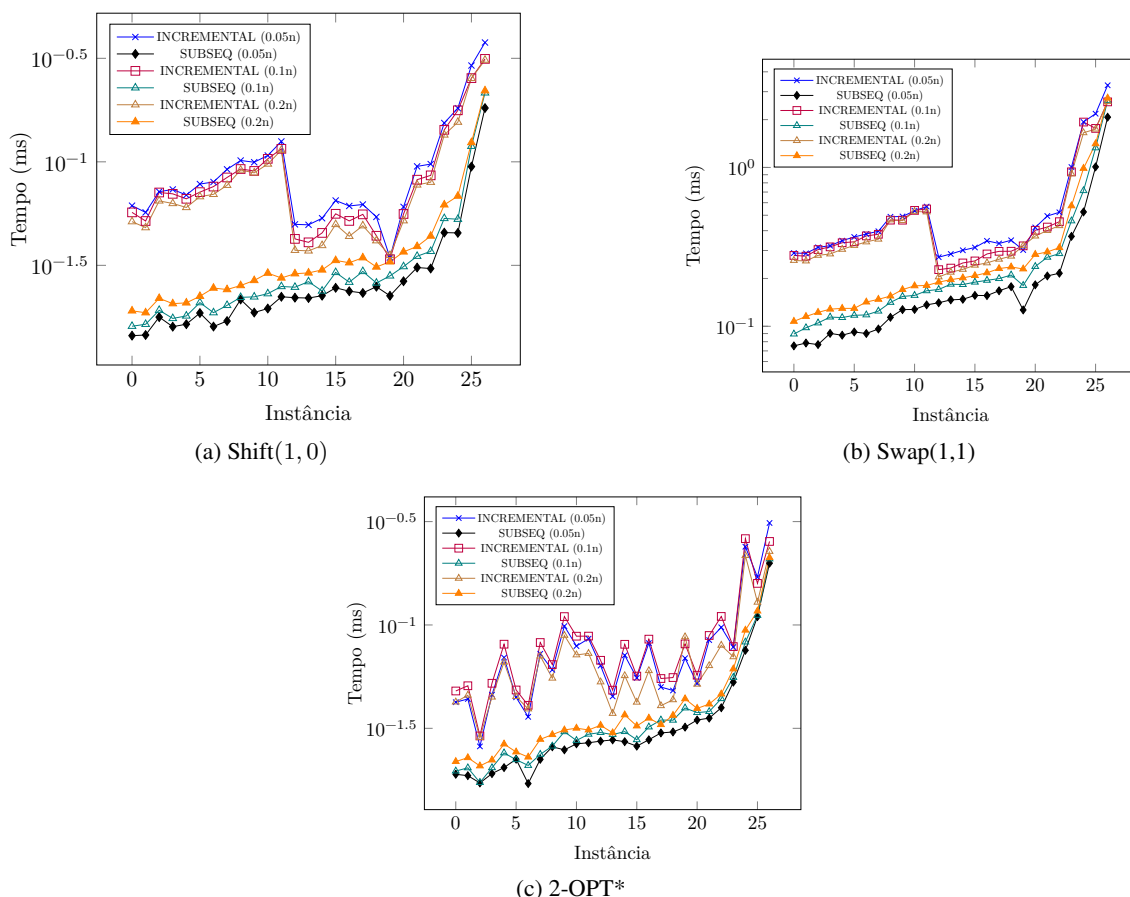 INCREMENTAL (0.05n)
SUBSEQ (0.05n)
INCREMENTAL (0.1n)
SUBSEQ (0.1n)
INCREMENTAL (0.2n)
SUBSEQ (0.2n)
10^−0.5
10^−1
10^−1.5
Tempo (ms)
0 5 10 15 20 25
Instância
(a) Shift(1, 0)
INCREMENTAL (0.05n)
SUBSEQ (0.05n)
INCREMENTAL (0.1n)
SUBSEQ (0.1n)
INCREMENTAL (0.2n)
SUBSEQ (0.2n)
10^0
10^−1
Tempo (ms)
0 5 10 15 20 25
Instância
(b) Swap(1,1)
INCREMENTAL (0.05n)
SUBSEQ (0.05n)
INCREMENTAL (0.1n)
SUBSEQ (0.1n)
INCREMENTAL (0.2n)
SUBSEQ (0.2n)
10^−0.5
10^−1
10^−1.5
Tempo (ms)
0 5 10 15 20 25
Instância
(c) 2-OPT*